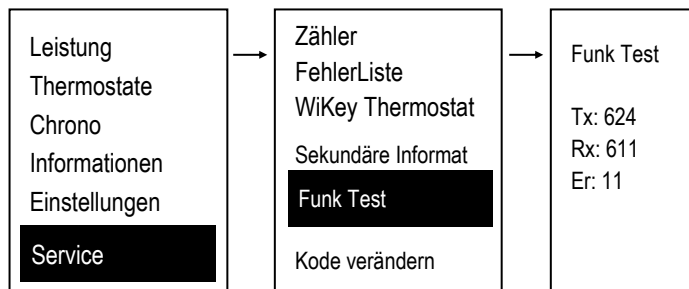 Leistung
Thermostate
Chrono
Informationen
Einstellungen
Service
Zähler
FehlerListe
WiKey Thermostat
Sekundäre Informat
Funk Test
Kode verändern
Funk Test
Tx: 624
Rx: 611
Er: 11